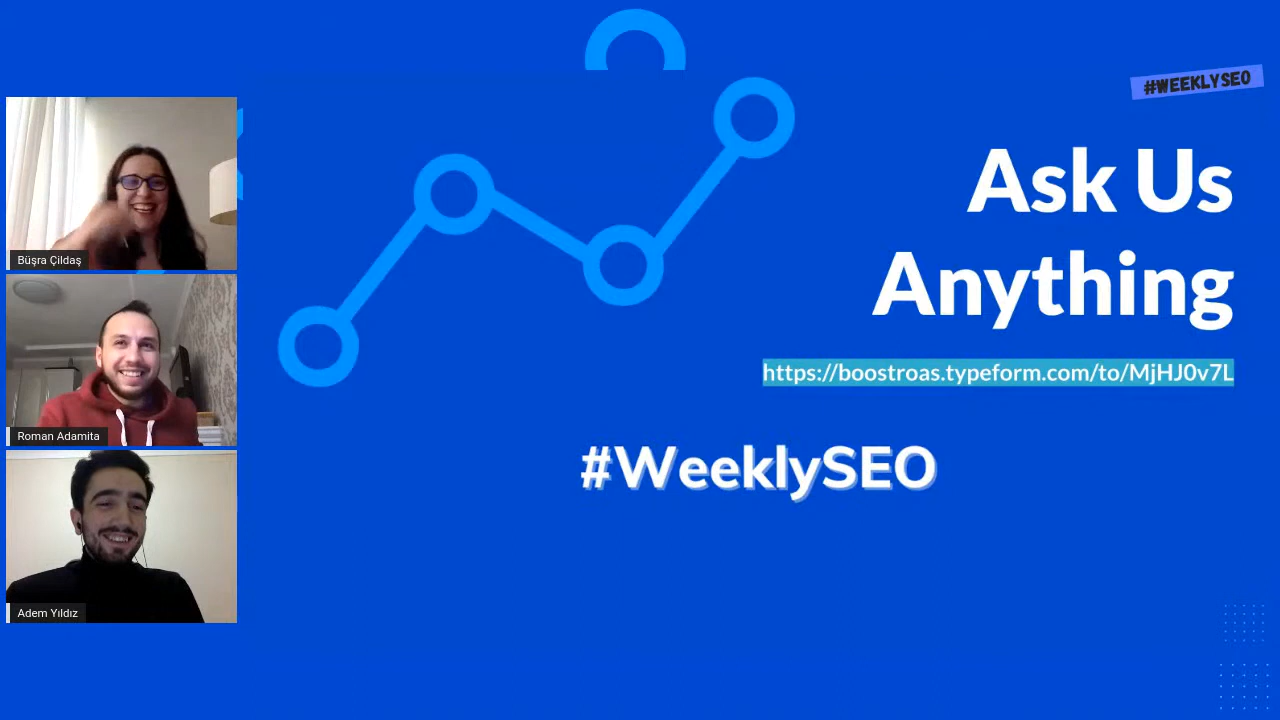 #WEEKLYSEO
Ask Us
Anything
https://boostroas.typeform.com/to/MjHJ0v7L
#WeeklySEO
Büşra Çildaş
Roman Adamita
Adem Yıldız